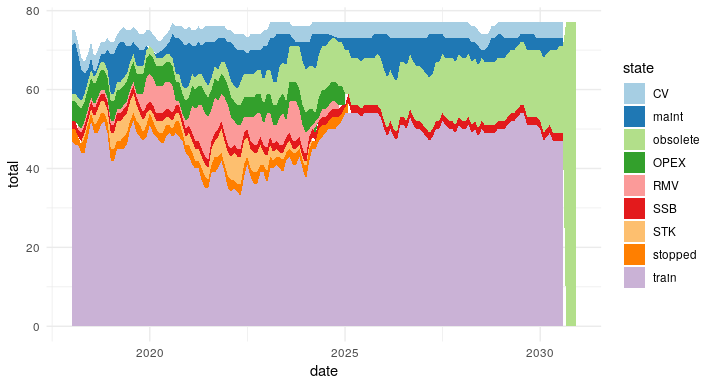 80
60
40
20
0
total
2020
2025
2030
date
state
CV
maint
obsolete
OPEX
RMV
SSB
STK
stopped
train